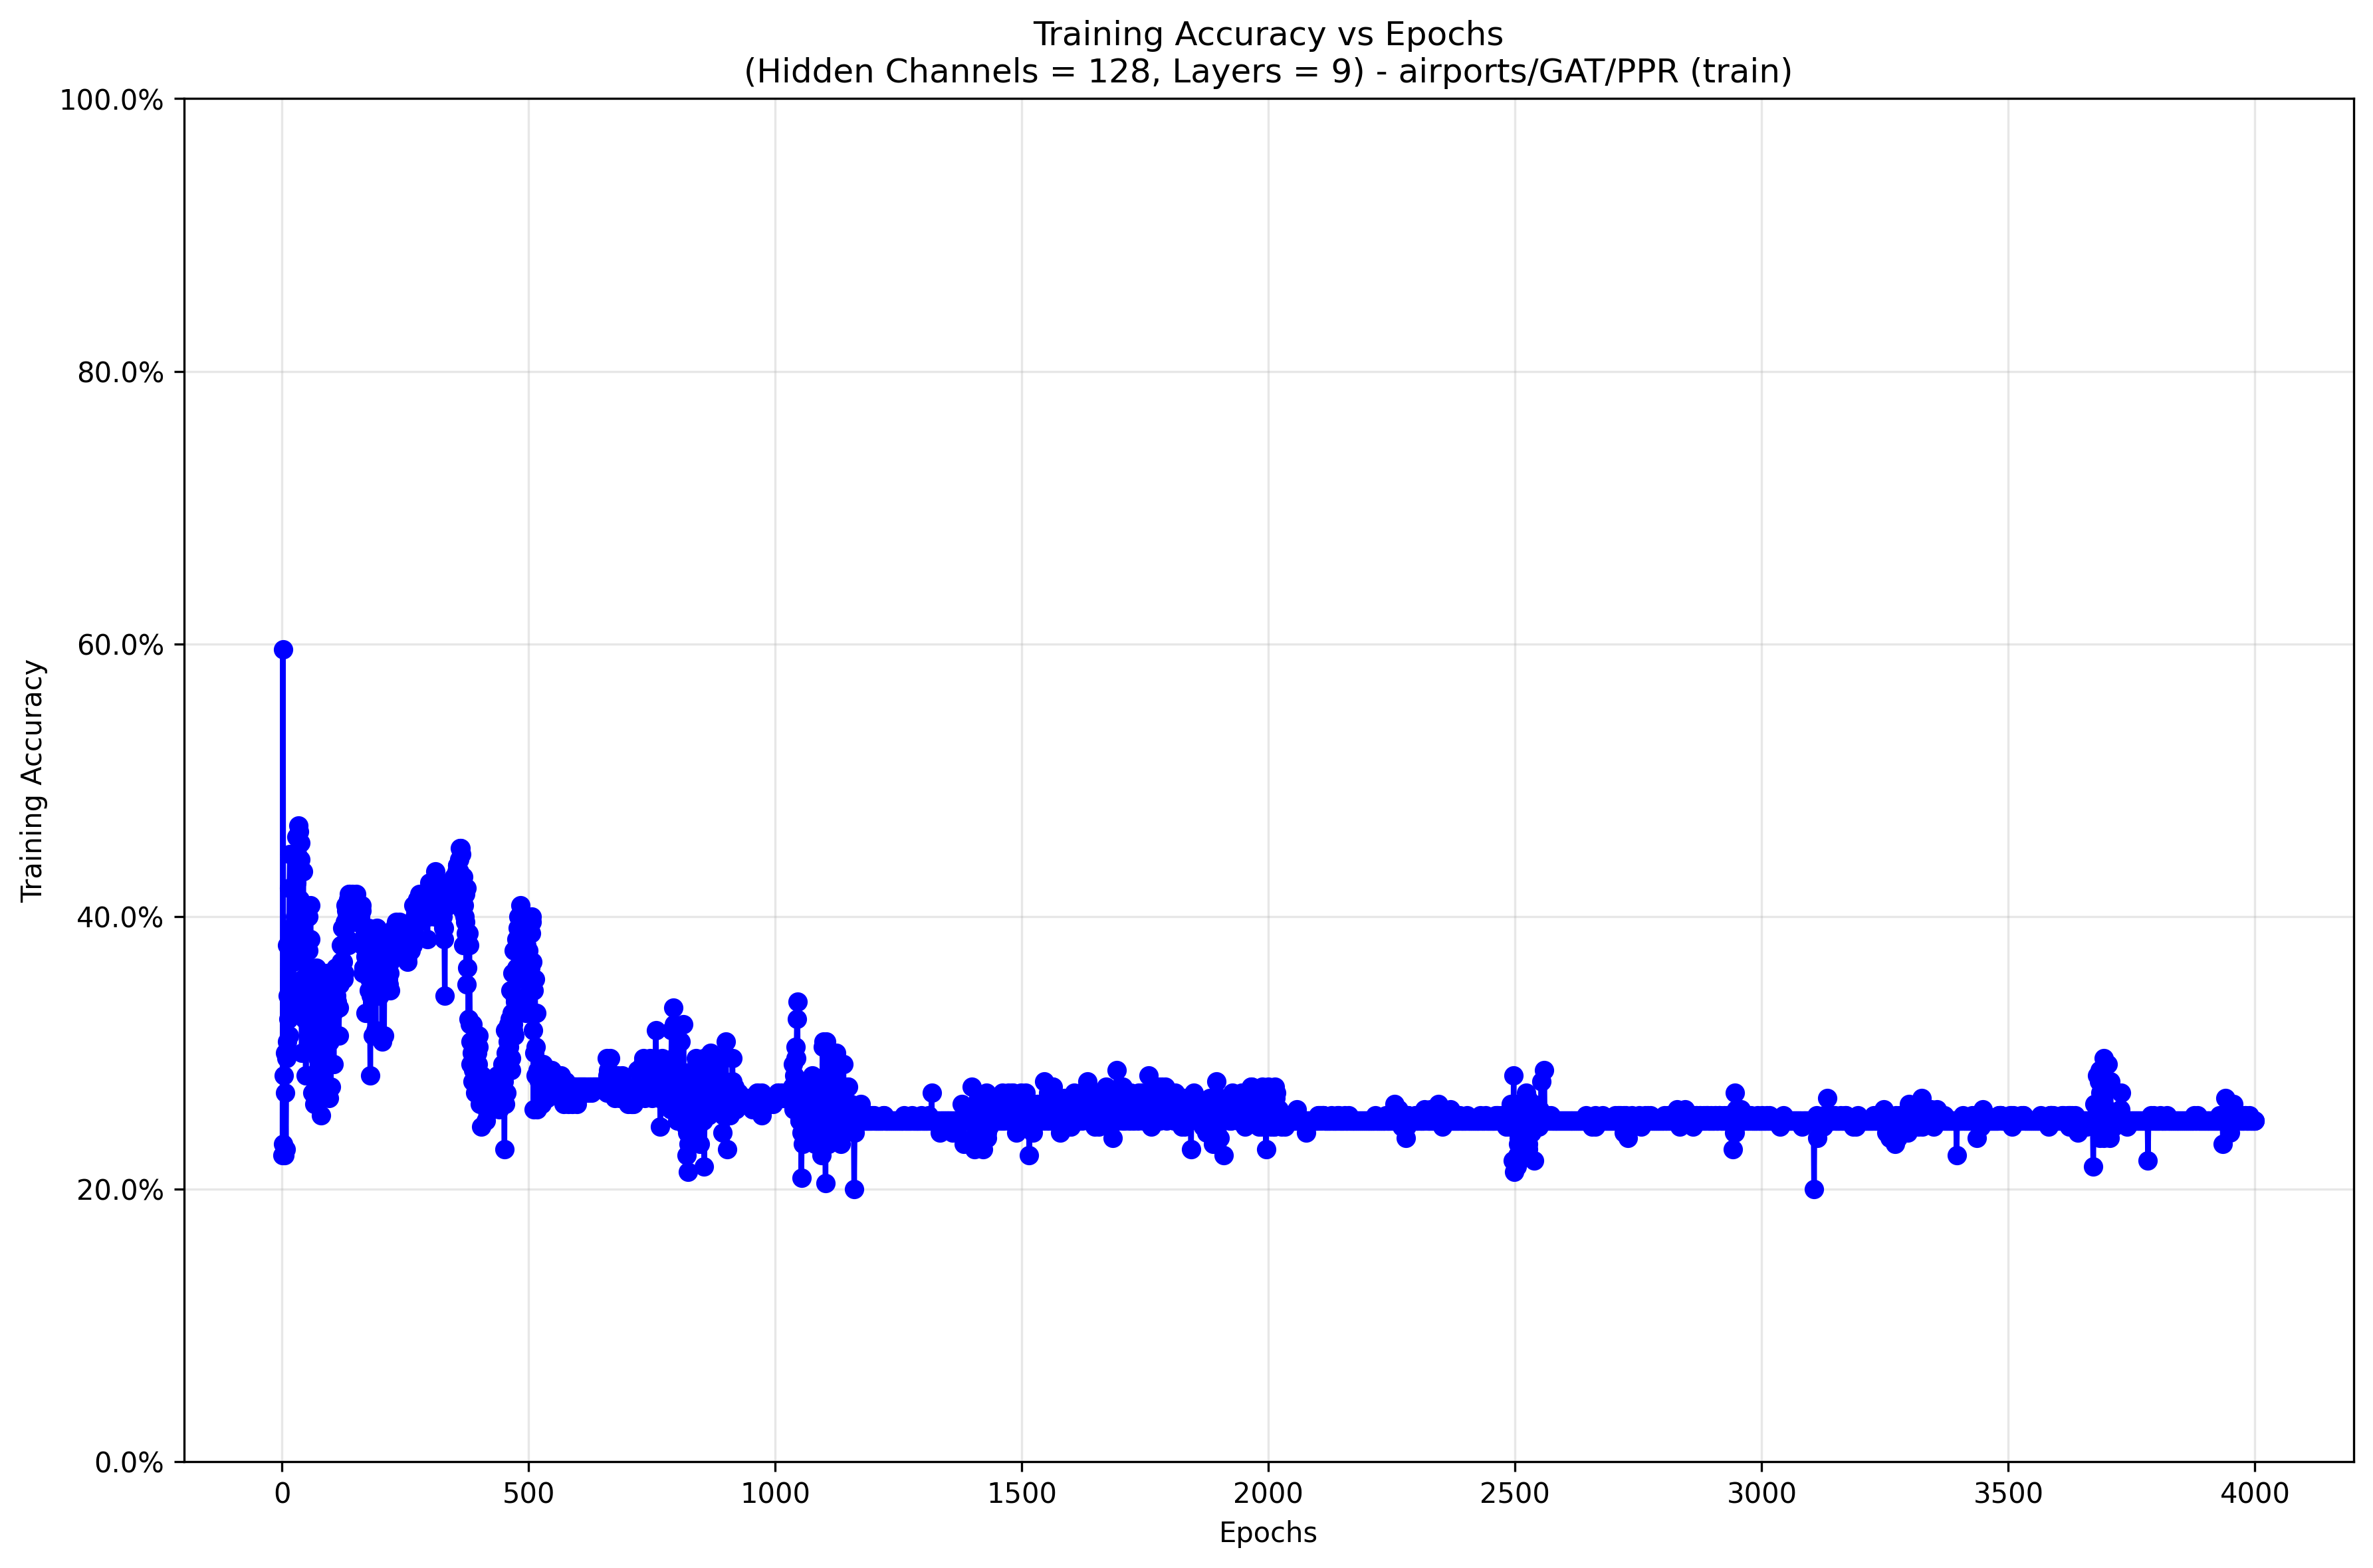 Training Accuracy vs Epochs
(Hidden Channels = 128, Layers = 9) - airports/GAT/PPR (train)
100.0%
80.0%
60.0%
40.0%
20.0%
0.0%
Training Accuracy
0 500 1000 1500 2000 2500 3000 3500 4000
Epochs